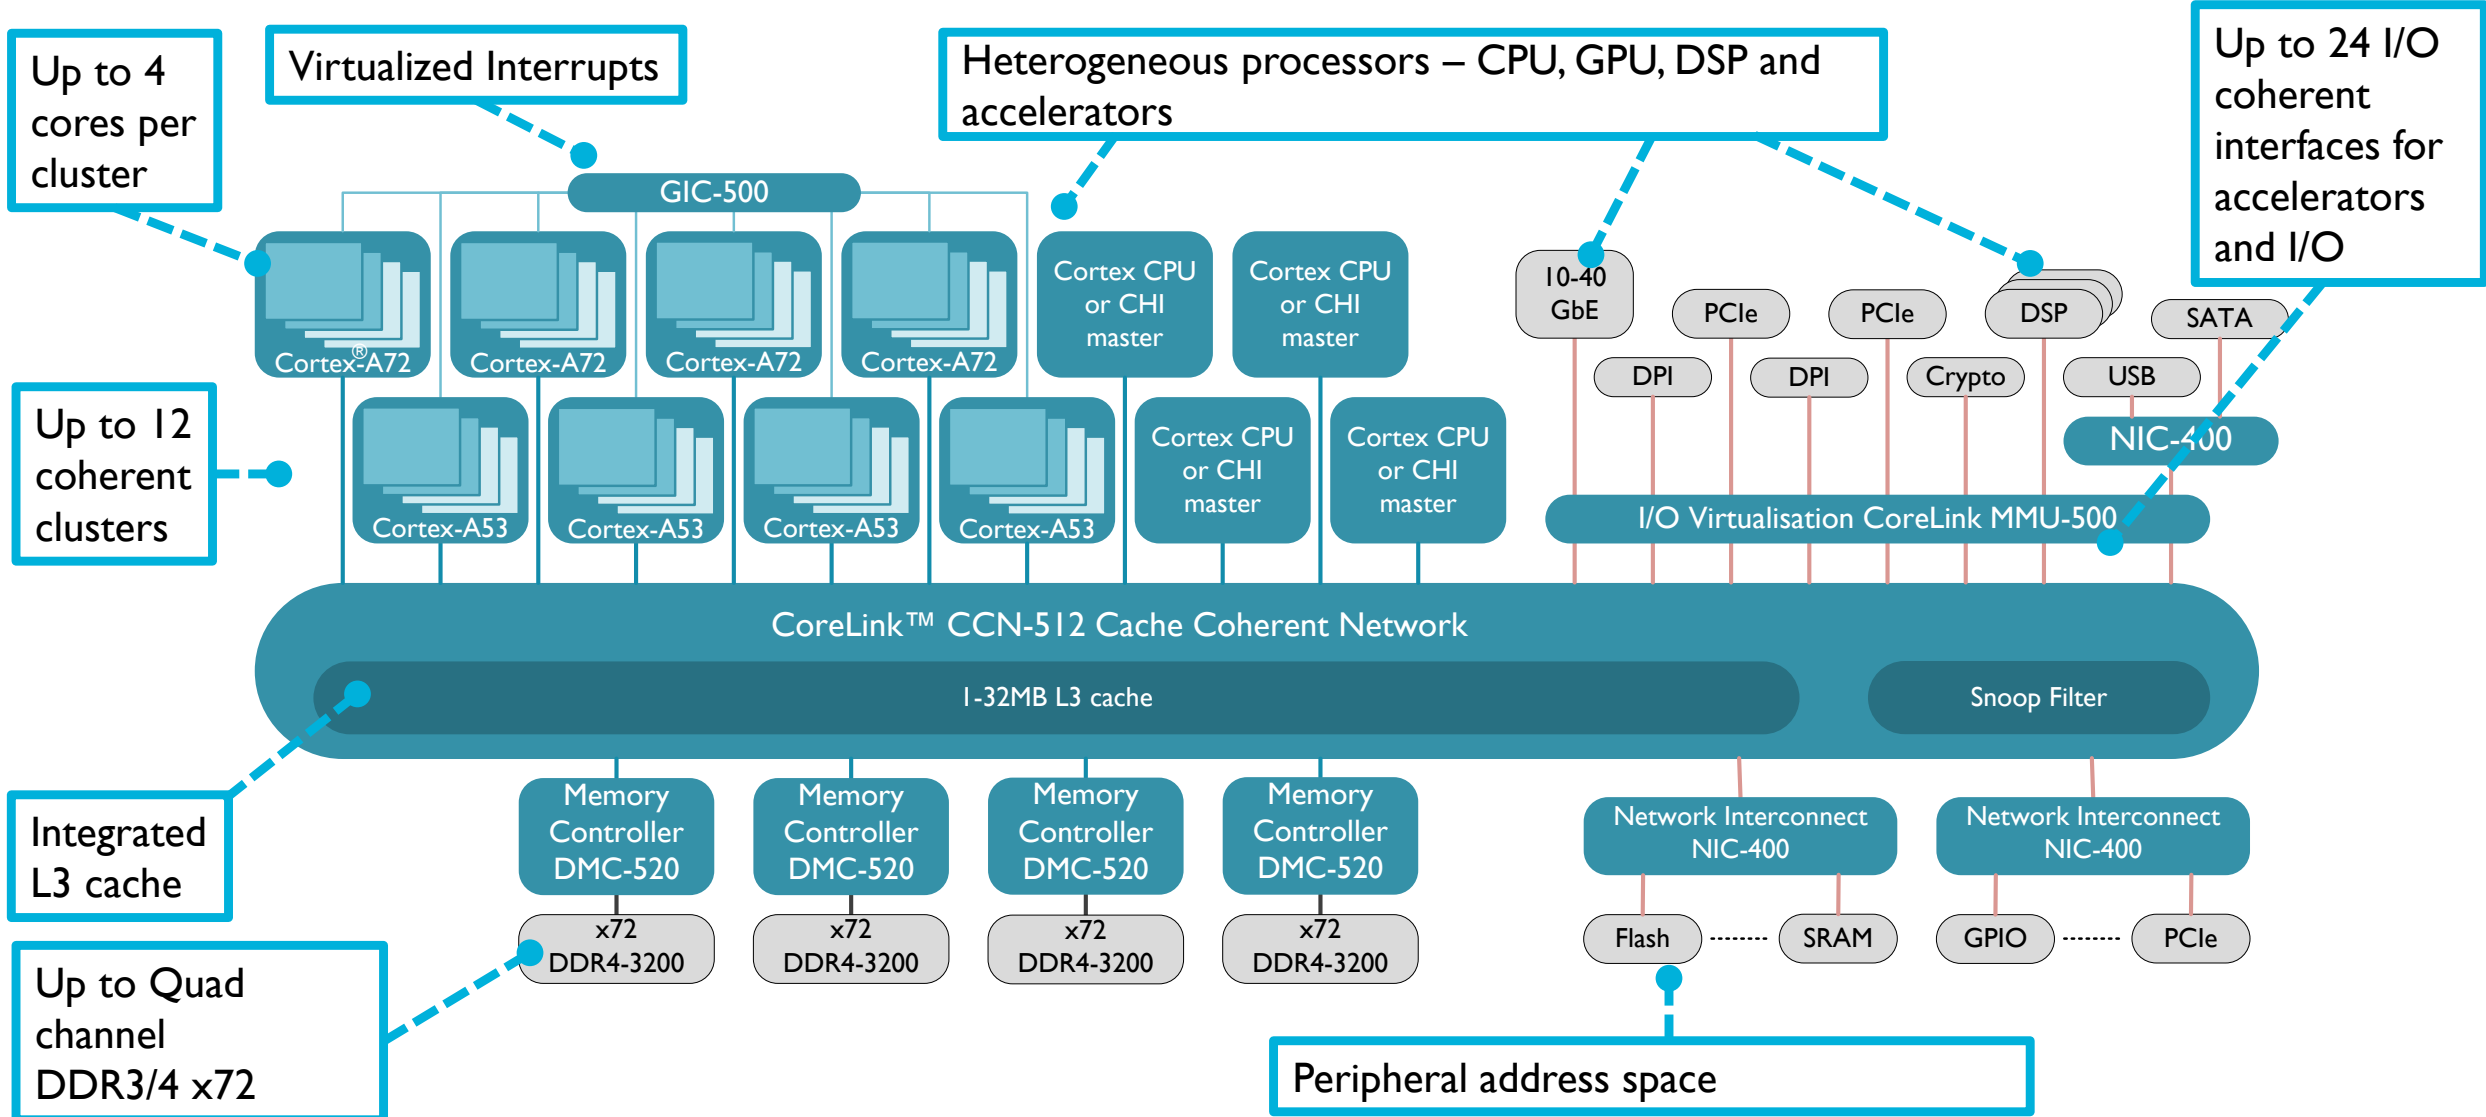 Up to 4
cores per
cluster
Virtualized Interrupts
Heterogeneous processors – CPU, GPU, DSP and
accelerators
Up to 24 I/O
coherent
interfaces for
accelerators
and I/O
GIC-500
Cortex®-A72
Cortex-A72
Cortex-A72
Cortex-A72
Cortex CPU
or CHI
master
Cortex CPU
or CHI
master
10-40
GbE
PCIe
PCIe
DSP
SATA
DPI
DPI
Crypto
USB
Up to 12
coherent
clusters
Cortex-A53
Cortex-A53
Cortex-A53
Cortex-A53
Cortex CPU
or CHI
master
Cortex CPU
or CHI
master
NIC-400
I/O Virtualisation CoreLink MMU-500
CoreLink™ CCN-512 Cache Coherent Network
1-32MB L3 cache
Snoop Filter
Integrated
L3 cache
Memory
Controller
DMC-520
Memory
Controller
DMC-520
Memory
Controller
DMC-520
Memory
Controller
DMC-520
Network Interconnect
NIC-400
Network Interconnect
NIC-400
x72
DDR4-3200
x72
DDR4-3200
x72
DDR4-3200
x72
DDR4-3200
Flash
SRAM
GPIO
PCIe
Up to Quad
channel
DDR3/4 x72
Peripheral address space